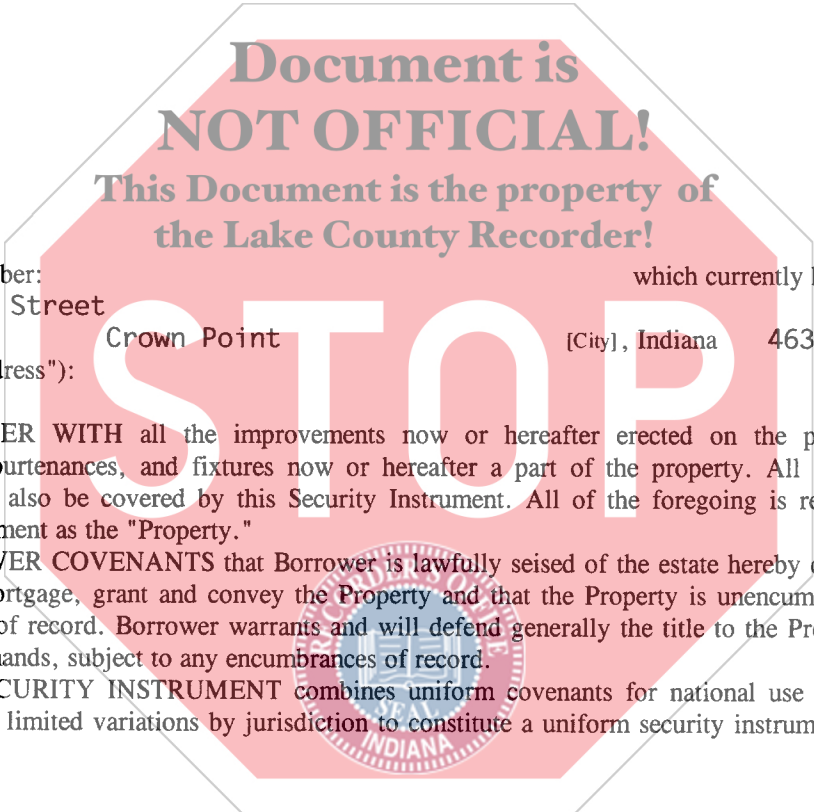 Document is
NOT OFFICIAL!
This Document is the property of
the Lake County Recorder!
ber: which currently
Street
Crown Point [City], Indiana 463
dress"):
STOP
ER WITH all the improvements now or hereafter erected on the p
urtenances, and fixtures now or hereafter a part of the property. All
also be covered by this Security Instrument. All of the foregoing is re
ment as the "Property."
VER COVENANTS that Borrower is lawfully seised of the estate hereby
ortgage, grant and convey the Property and that the Property is unencum
of record. Borrower warrants and will defend generally the title to the Pro
ands, subject to any encumbrances of record.
CURITY INSTRUMENT combines uniform covenants for national use
limited variations by jurisdiction to constitute a uniform security instrum
RECORDER'S OFFICE
SEAL
INDIANA